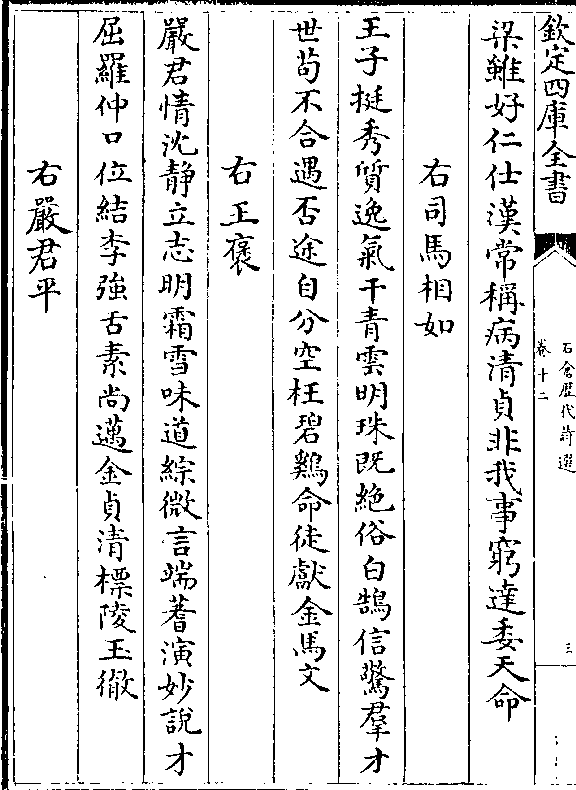 欽定四庫全書
石倉歷代詩選
卷十二
三
梁雖好仁仕漢常稱病清貞非我事窮達委天命
右司馬相如
王子挺秀質逸氣干青雲明珠既絶俗白鵠信驚羣才
世苟不合遇否途自分空枉碧鷄命徒獻金馬文
右王褒
嚴君情沈静立志明霜雪味道綜微言端蓍演妙說才
屈羅仲口位結李強舌素尚邁金貞清標陵玉徹
右嚴君平